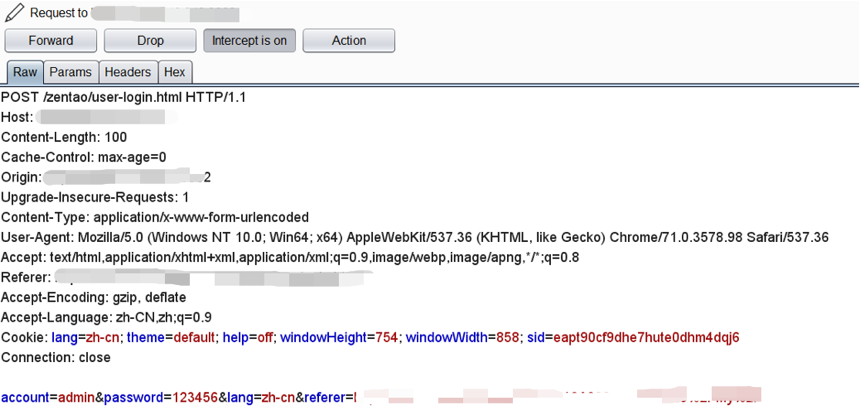 Request to
Forward Drop Intercept is on Action
Raw Params Headers Hex
POST /zentao/user-login.html HTTP/1.1
Host:
Content-Length: 100
Cache-Control: max-age=0
Origin: 2
Upgrade-Insecure-Requests: 1
Content-Type: application/x-www-form-urlencoded
User-Agent: Mozilla/5.0 (Windows NT 10.0; Win64; x64) AppleWebKit/537.36 (KHTML, like Gecko) Chrome/71.0.3578.98 Safari/537.36
Accept: text/html,application/xhtml+xml,application/xml;q=0.9,image/webp,image/apng,*/*;q=0.8
Referer:
Accept-Encoding: gzip, deflate
Accept-Language: zh-CN,zh;q=0.9
Cookie: lang=zh-cn; theme=default; help=off; windowHeight=754; windowWidth=858; sid=eapt90cf9dhe7hute0dhm4dqj6
Connection: close
account=admin&password=123456&lang=zh-cn&referer=